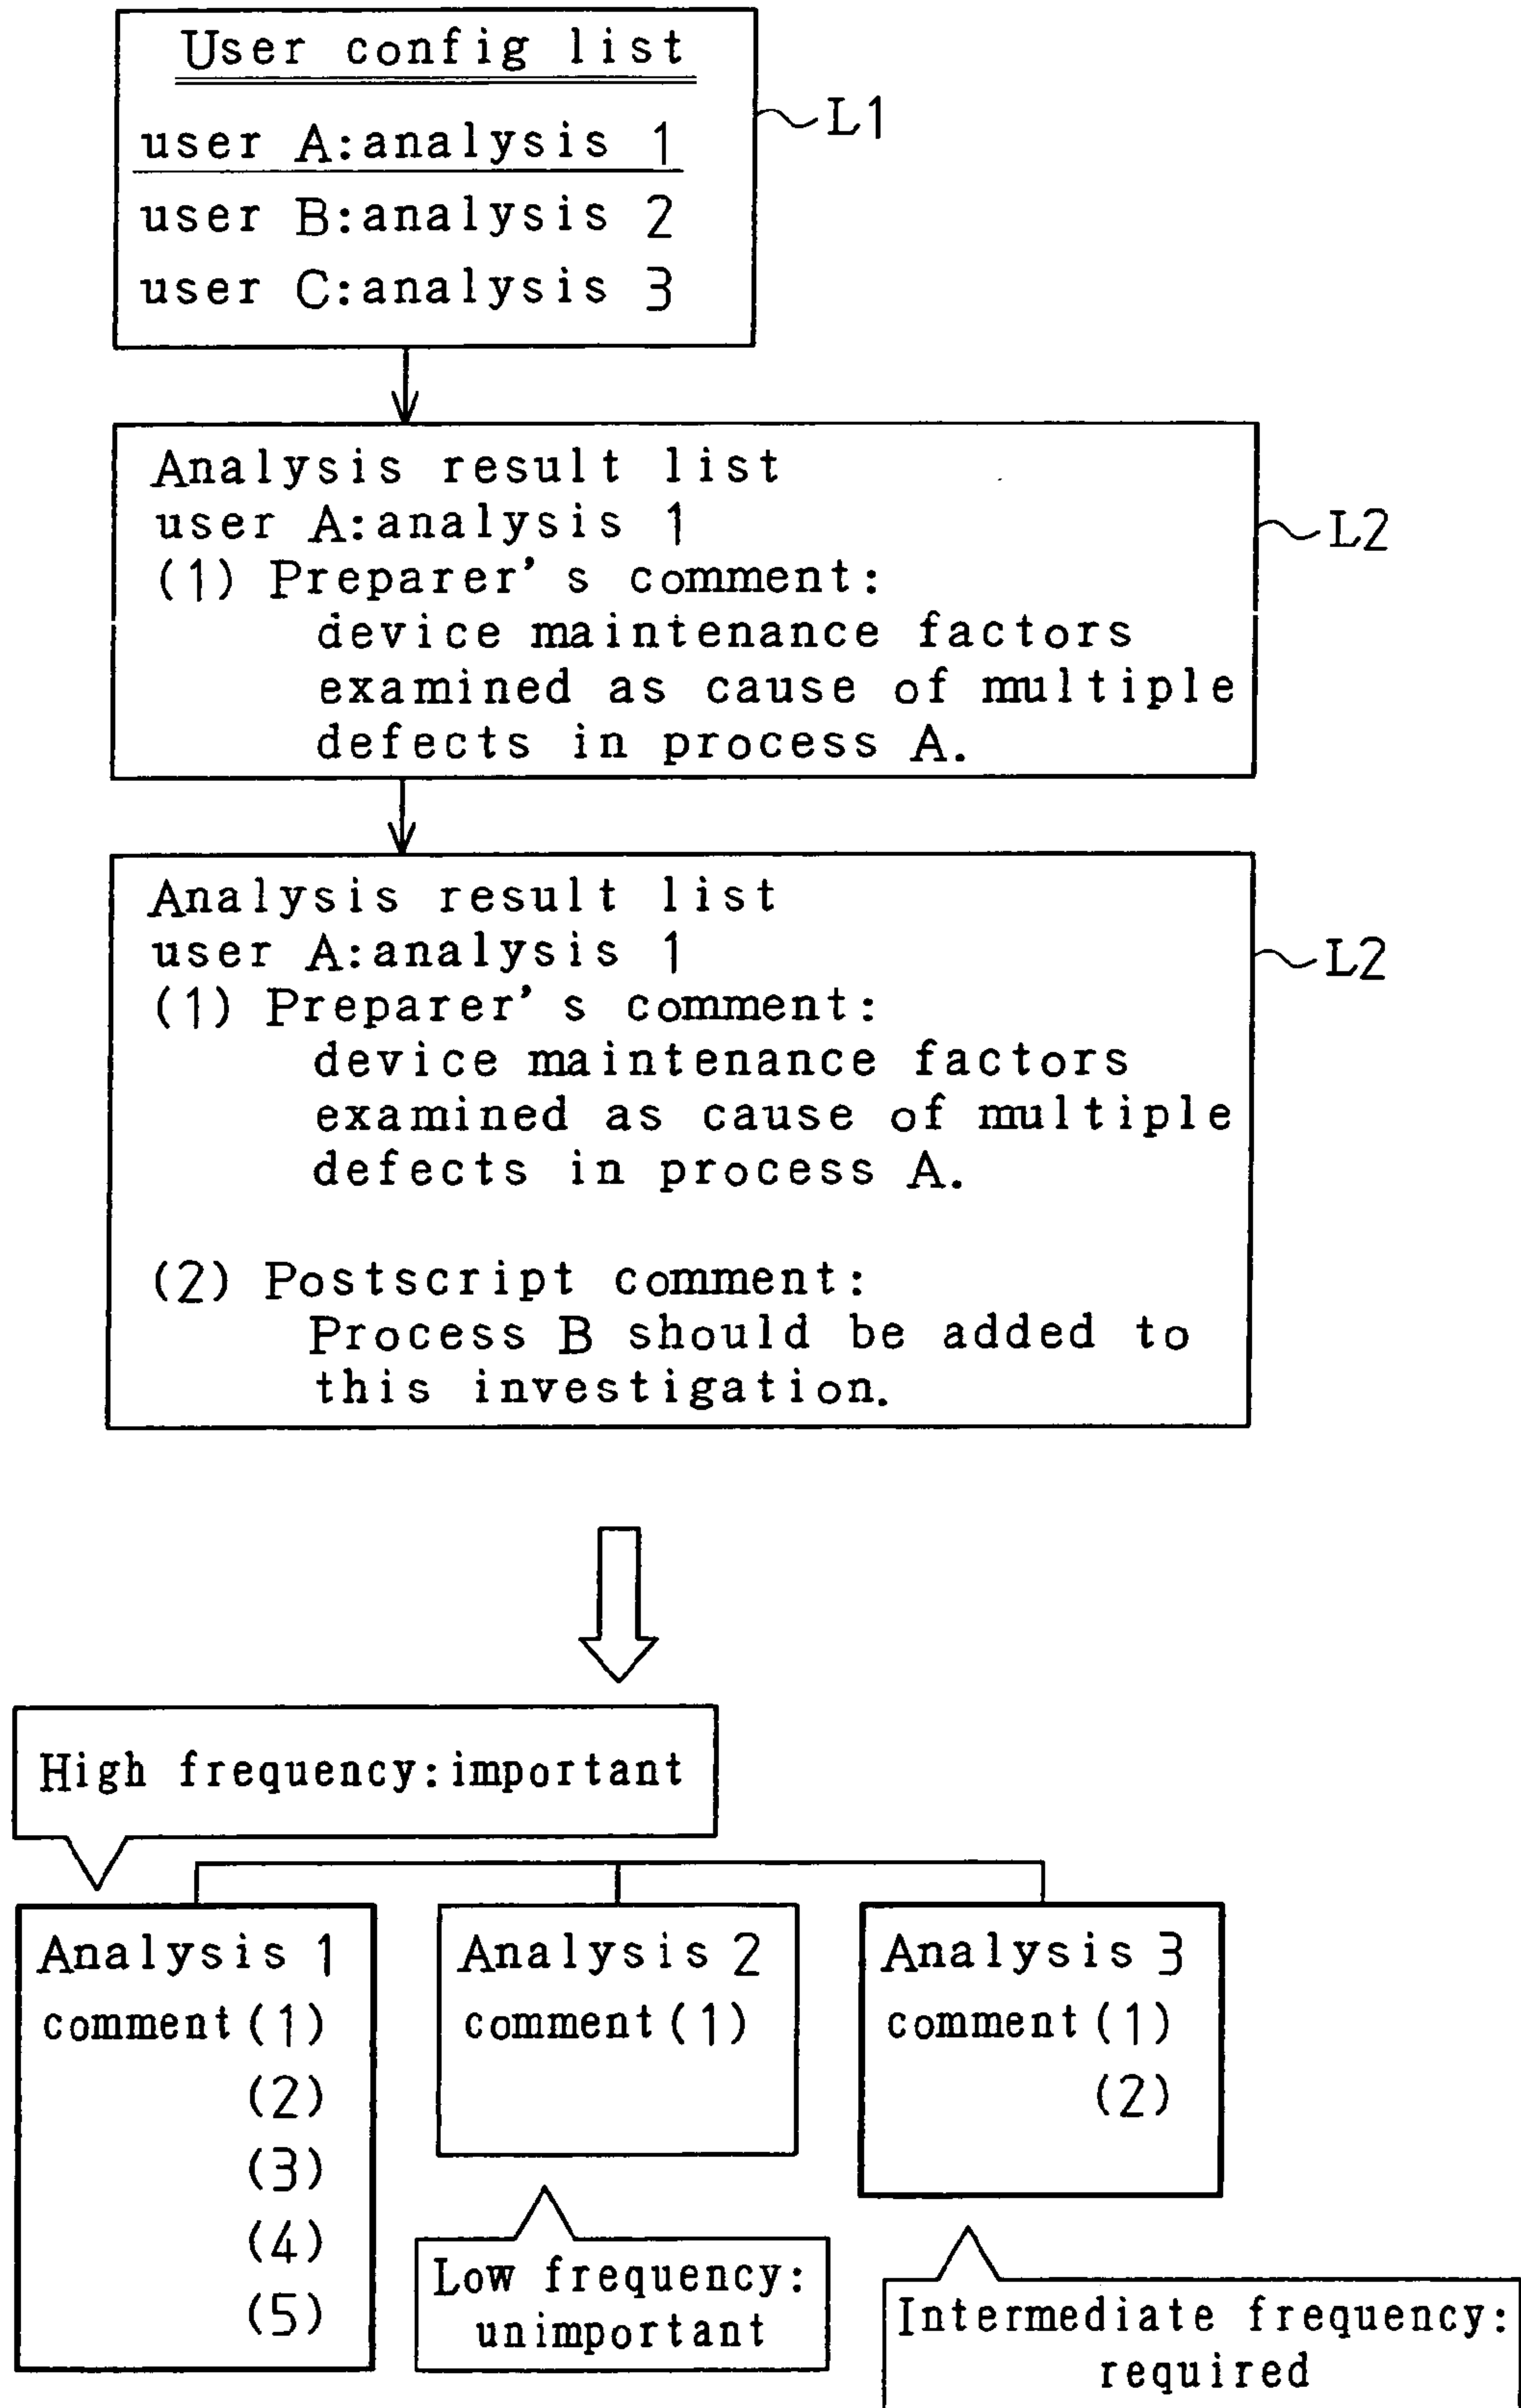 User config list
user A:analysis 1
user B:analysis 2
user C:analysis 3
L1
Analysis result list
user A:analysis 1
(1) Preparer's comment:
device maintenance factors
examined as cause of multiple
defects in process A.
L2
Analysis result list
user A:analysis 1
(1) Preparer's comment:
device maintenance factors
examined as cause of multiple
defects in process A.
(2) Postscript comment:
Process B should be added to
this investigation.
L2
High frequency:important
Analysis 1
comment (1)
(2)
(3)
(4)
(5)
Analysis 2
comment (1)
Low frequency:
unimportant
Analysis 3
comment (1)
(2)
Intermediate frequency:
required